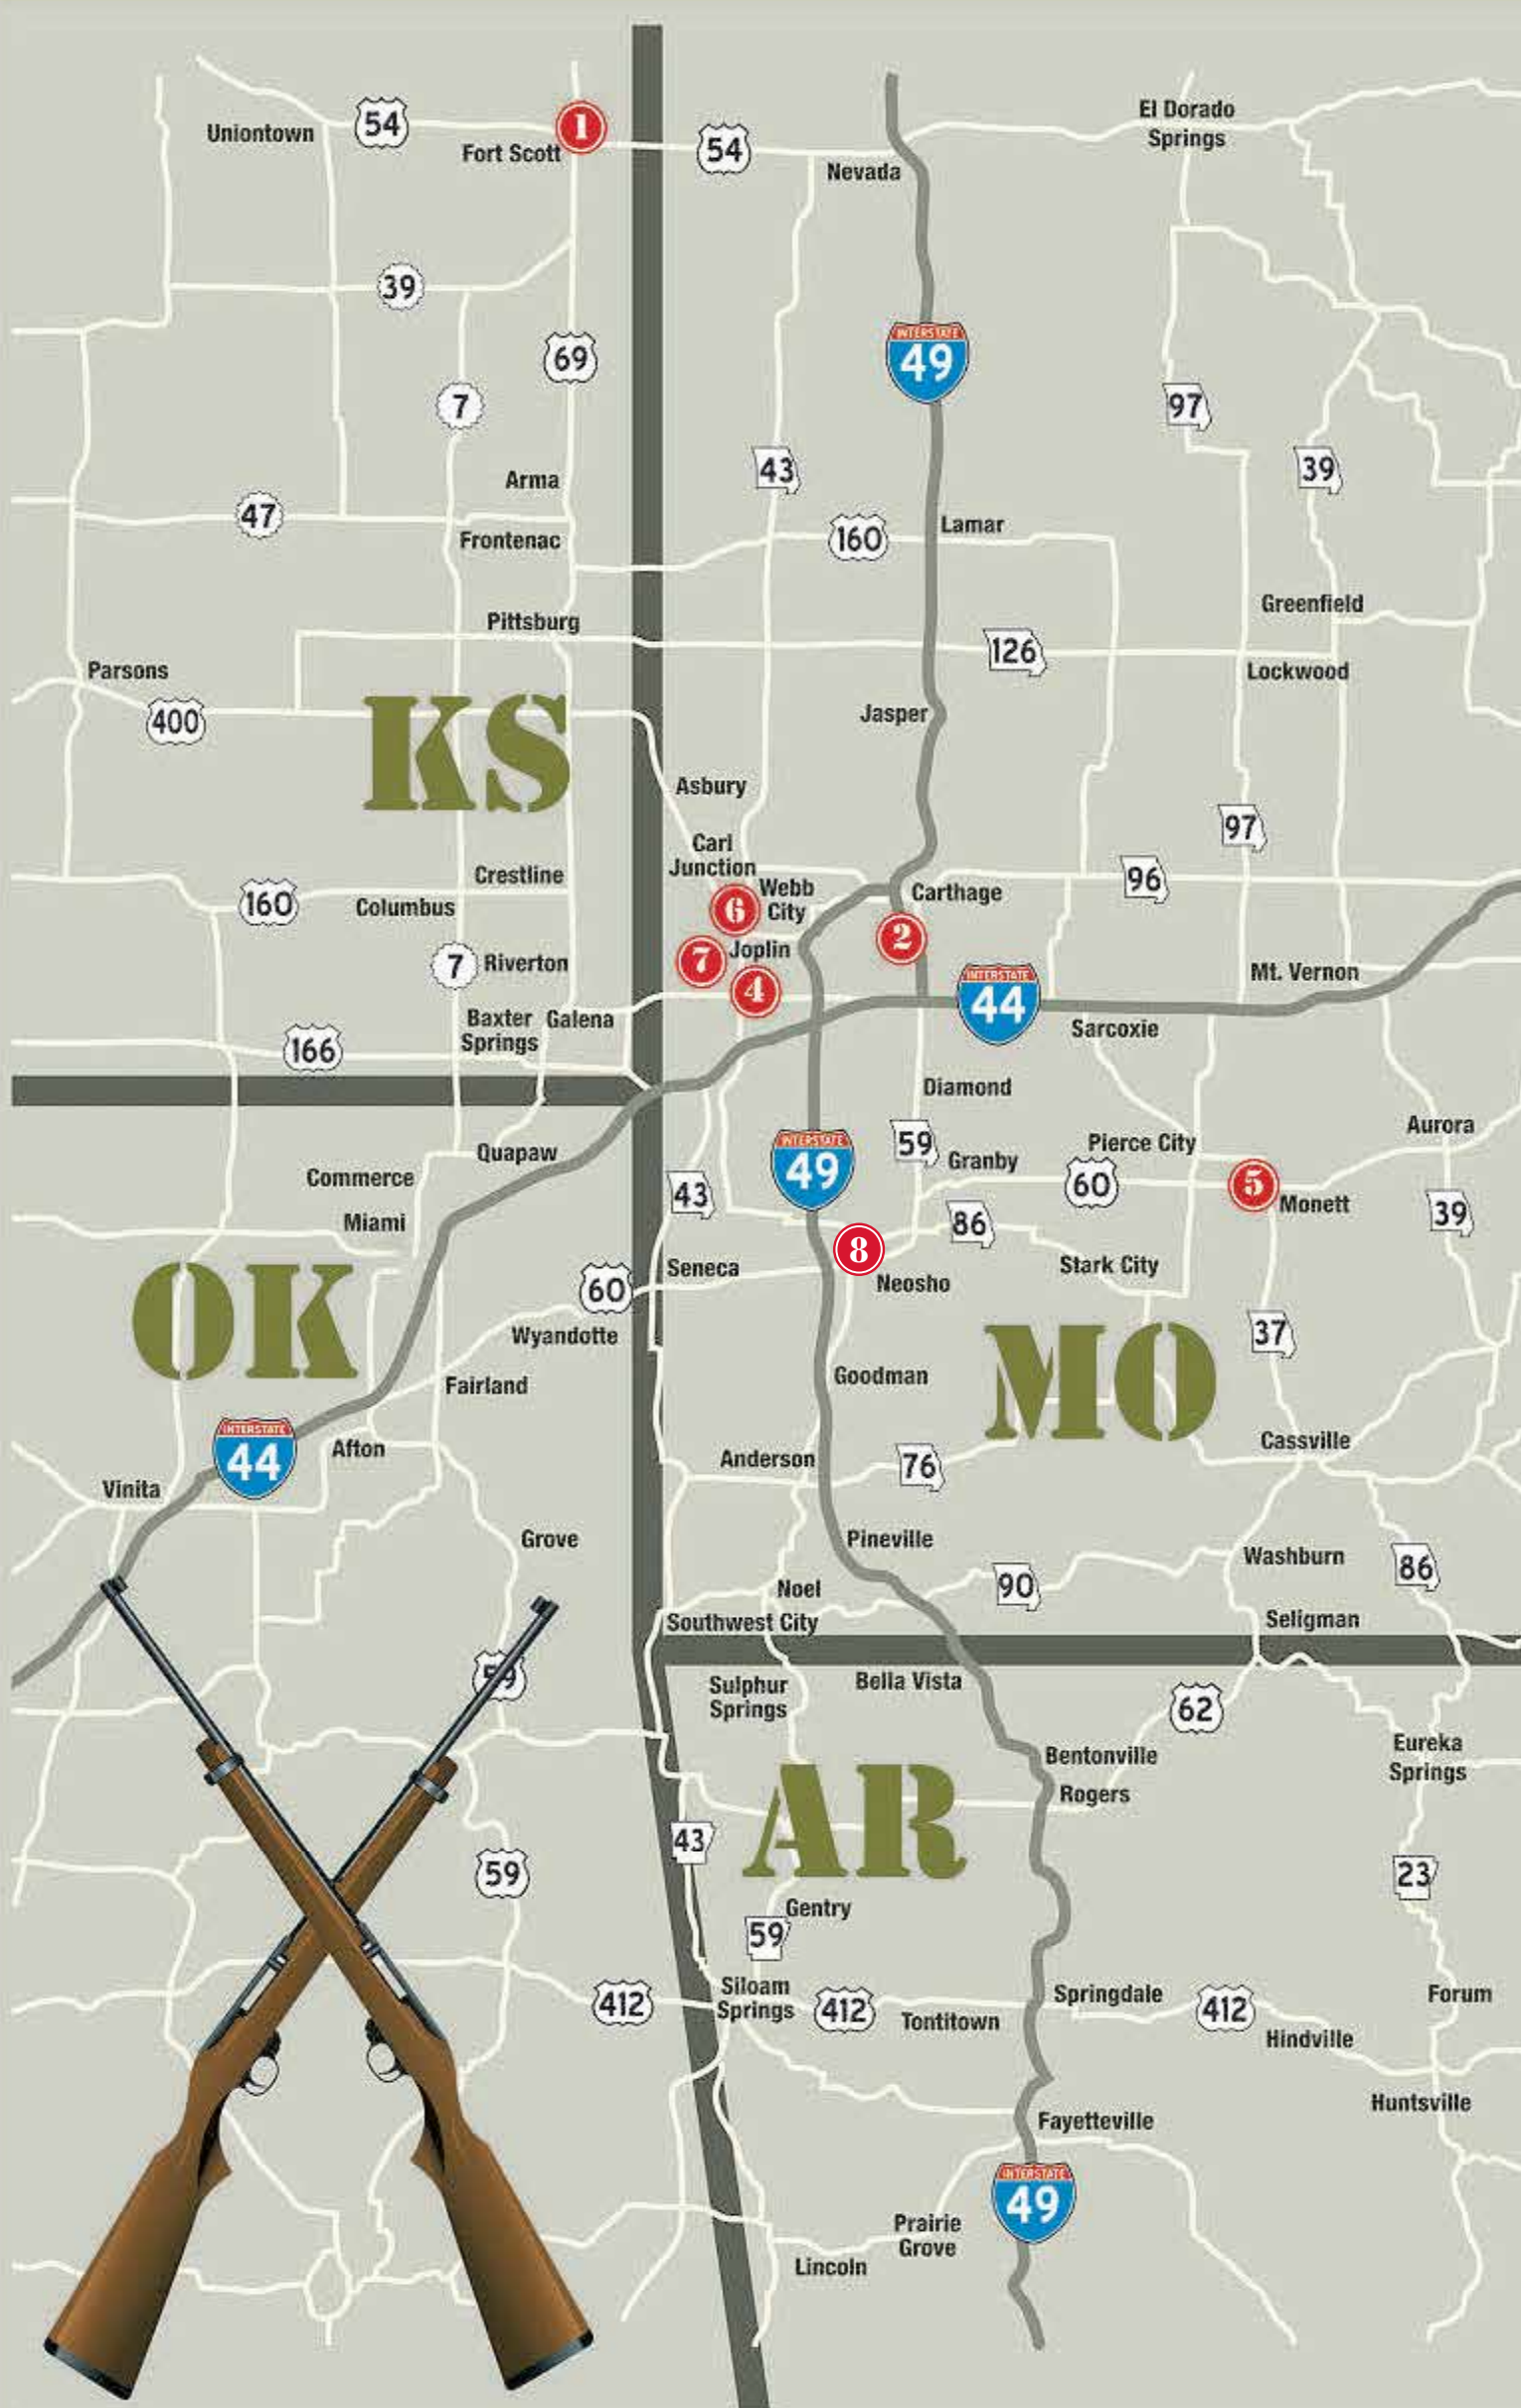 El Dorado
Springs
Uniontown
54
1
Fort Scott
54
Nevada
39
69
INTERSTATE
49
7
97
43
39
Arma
47
Frontenac
160
Lamar
Greenfield
Pittsburg
126
Parsons
Lockwood
400
KS
Jasper
Asbury
97
Carl
Junction
Crestline
96
160
Columbus
6
Webb
City
Carthage
2
7
Riverton
7
Joplin
4
Mt. Vernon
INTERSTATE
44
Baxter
Springs
Galena
Sarcoxie
166
Diamond
Aurora
Quapaw
INTERSTATE
49
59
Pierce City
Commerce
Granby
60
5
Monett
43
Miami
86
39
8
Seneca
Neosho
Stark City
OK
60
Wyandotte
37
MO
Goodman
Fairland
INTERSTATE
44
Afton
Anderson
76
Cassville
Vinita
Grove
Pineville
Washburn
86
Noel
90
Southwest City
Seligman
59
Sulphur
Springs
Bella Vista
62
Eureka
Springs
Bentonville
Rogers
AR
43
59
23
Gentry
59
412
Siloam
Springs
412
Tontitown
Springdale
412
Forum
Hindville
Huntsville
Fayetteville
INTERSTATE
49
Prairie
Grove
Lincoln